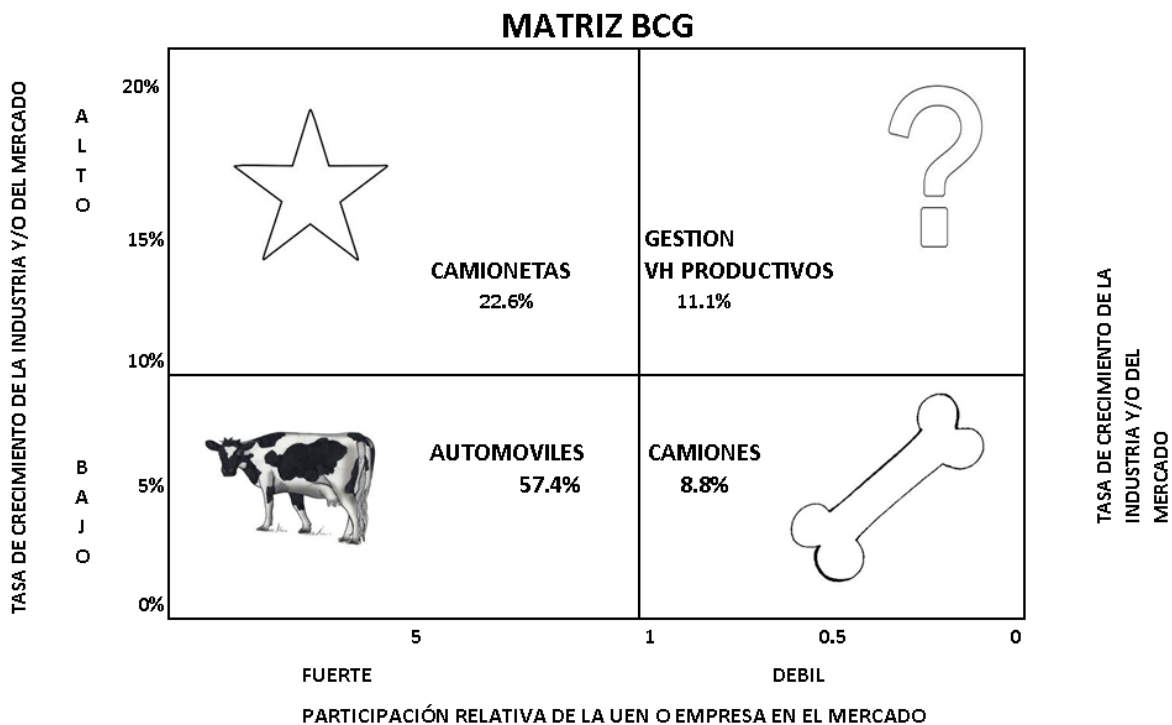 MATRIZ BCG
TASA DE CRECIMIENTO DE LA INDUSTRIA Y/O DEL MERCADO
A
L
T
O
B
A
J
O
20%
15%
10%
5%
0%
CAMIONETAS
22.6%
GESTION
VH PRODUCTIVOS
11.1%
AUTOMOVILES
57.4%
CAMIONES
8.8%
TASA DE CRECIMIENTO DE LA
INDUSTRIA Y/O DEL
MERCADO
5
1
0.5
0
FUERTE
DEBIL
PARTICIPACIÓN RELATIVA DE LA UEN O EMPRESA EN EL MERCADO